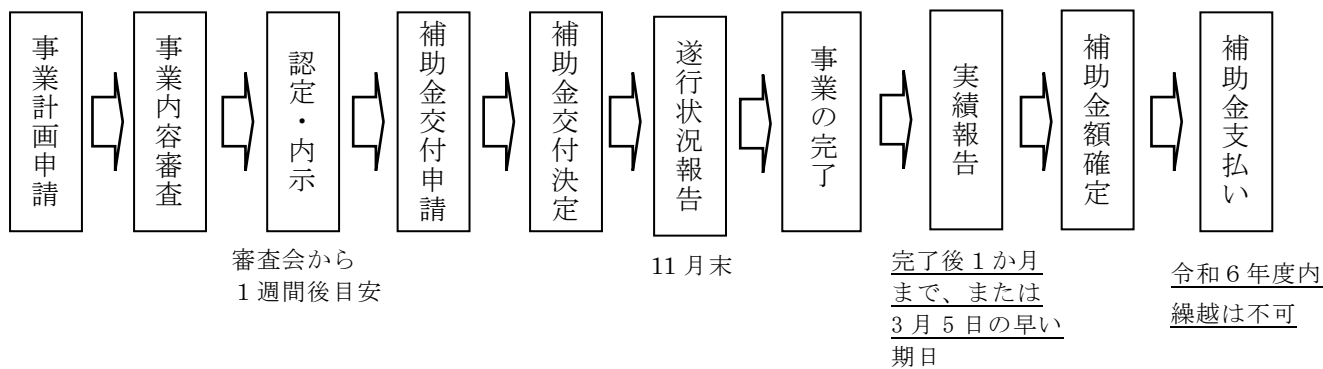 事業計画申請
事業内容審査
認定・内示
補助金交付申請
補助金交付決定
遂行状況報告
事業の完了
実績報告
補助金額確定
補助金支払い
審査会から
1週間後目安
11月末
完了後1か月
まで、または
3月5日の早い
期日
令和6年度内
繰越は不可